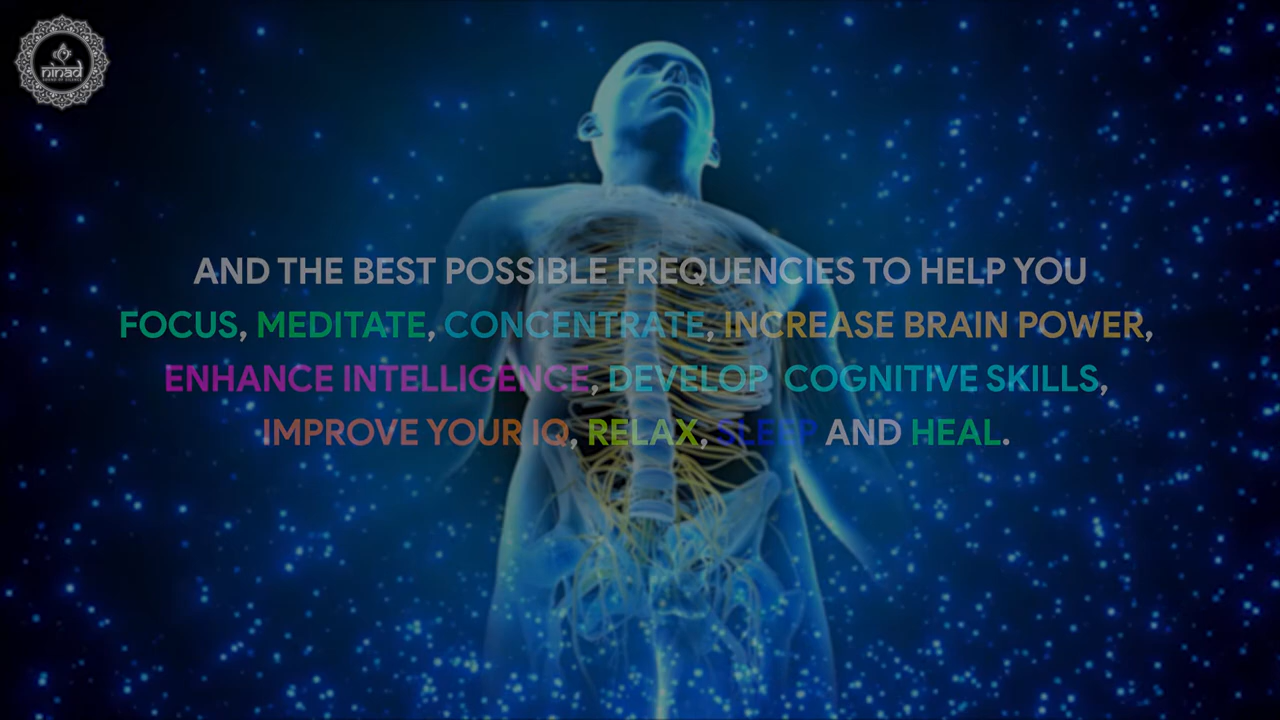 ninad
AND THE BEST POSSIBLE FREQUENCIES TO HELP YOU
FOCUS, MEDITATE, CONCENTRATE, INCREASE BRAIN POWER,
ENHANCE INTELLIGENCE, DEVELOP COGNITIVE SKILLS,
IMPROVE YOUR IQ, RELAX, SLEEP AND HEAL.